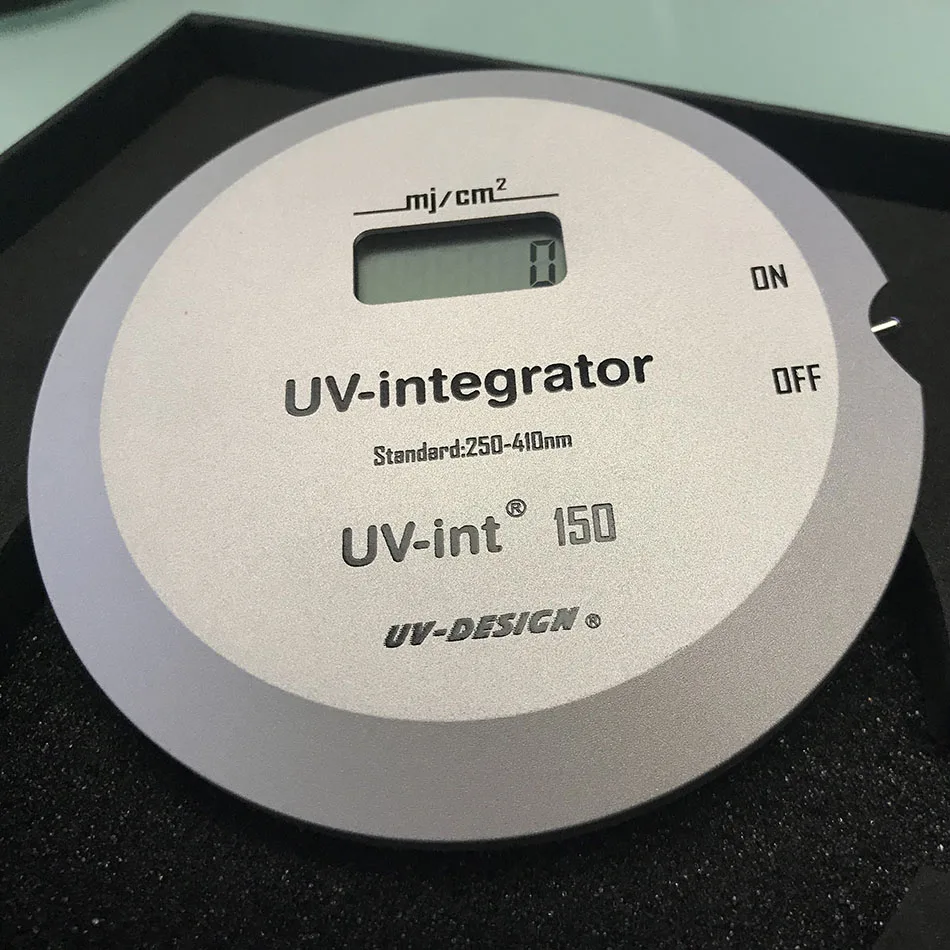 mj/cm²
0
ON
UV-integrator
OFF
Standard:250-410nm
UV-int® 150
UV-DESIGN®